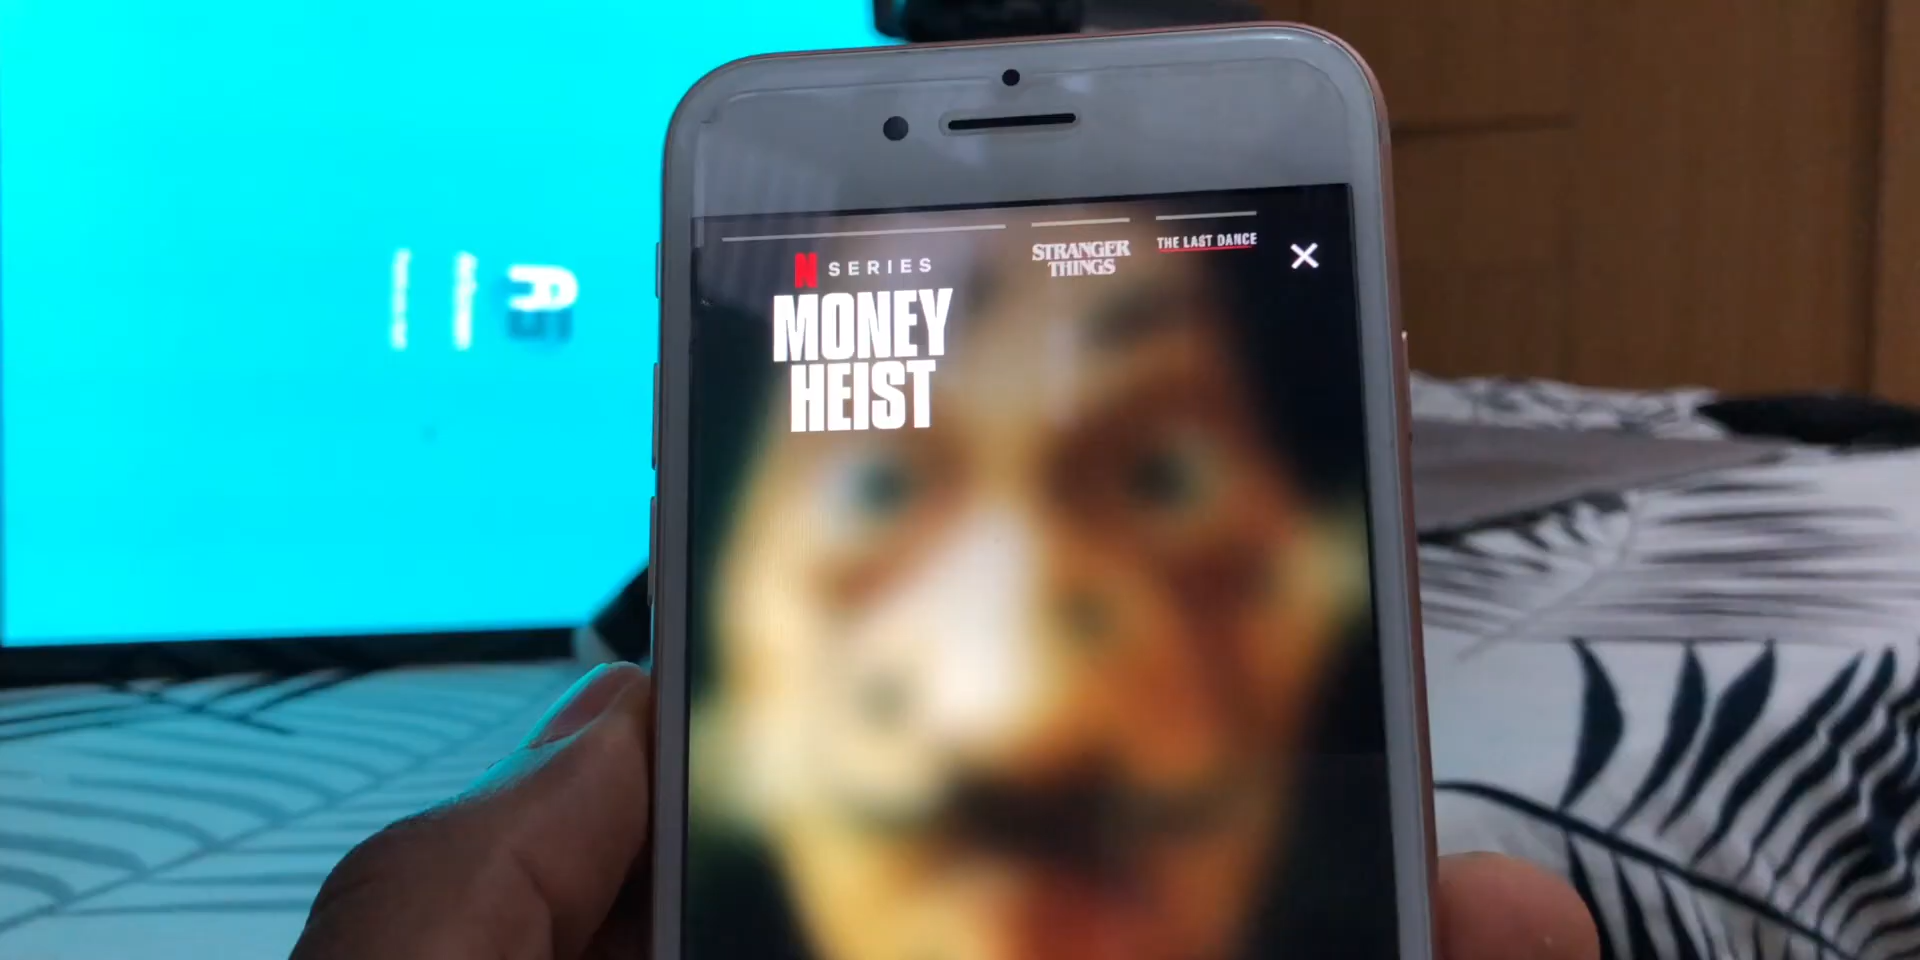 N SERIES
MONEY
HEIST
STRANGER
THINGS
THE LAST DANCE